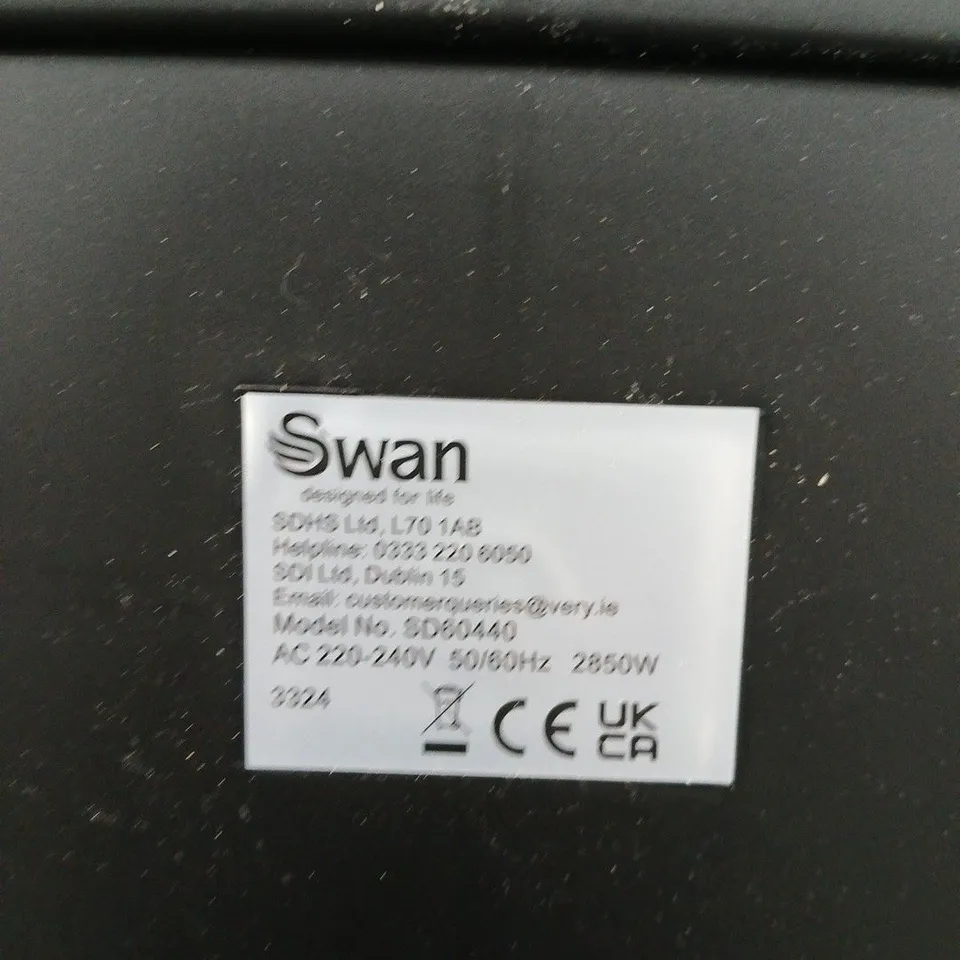 Swan
designed for life
SDHS Ltd, L70 1AB
Helpline: 0333 220 6050
SDI Ltd, Dublin 15
Email: customerqueries@very.ie
Model No. SD60440
AC 220-240V 50/60Hz 2850W
3324
CE
UK
CA